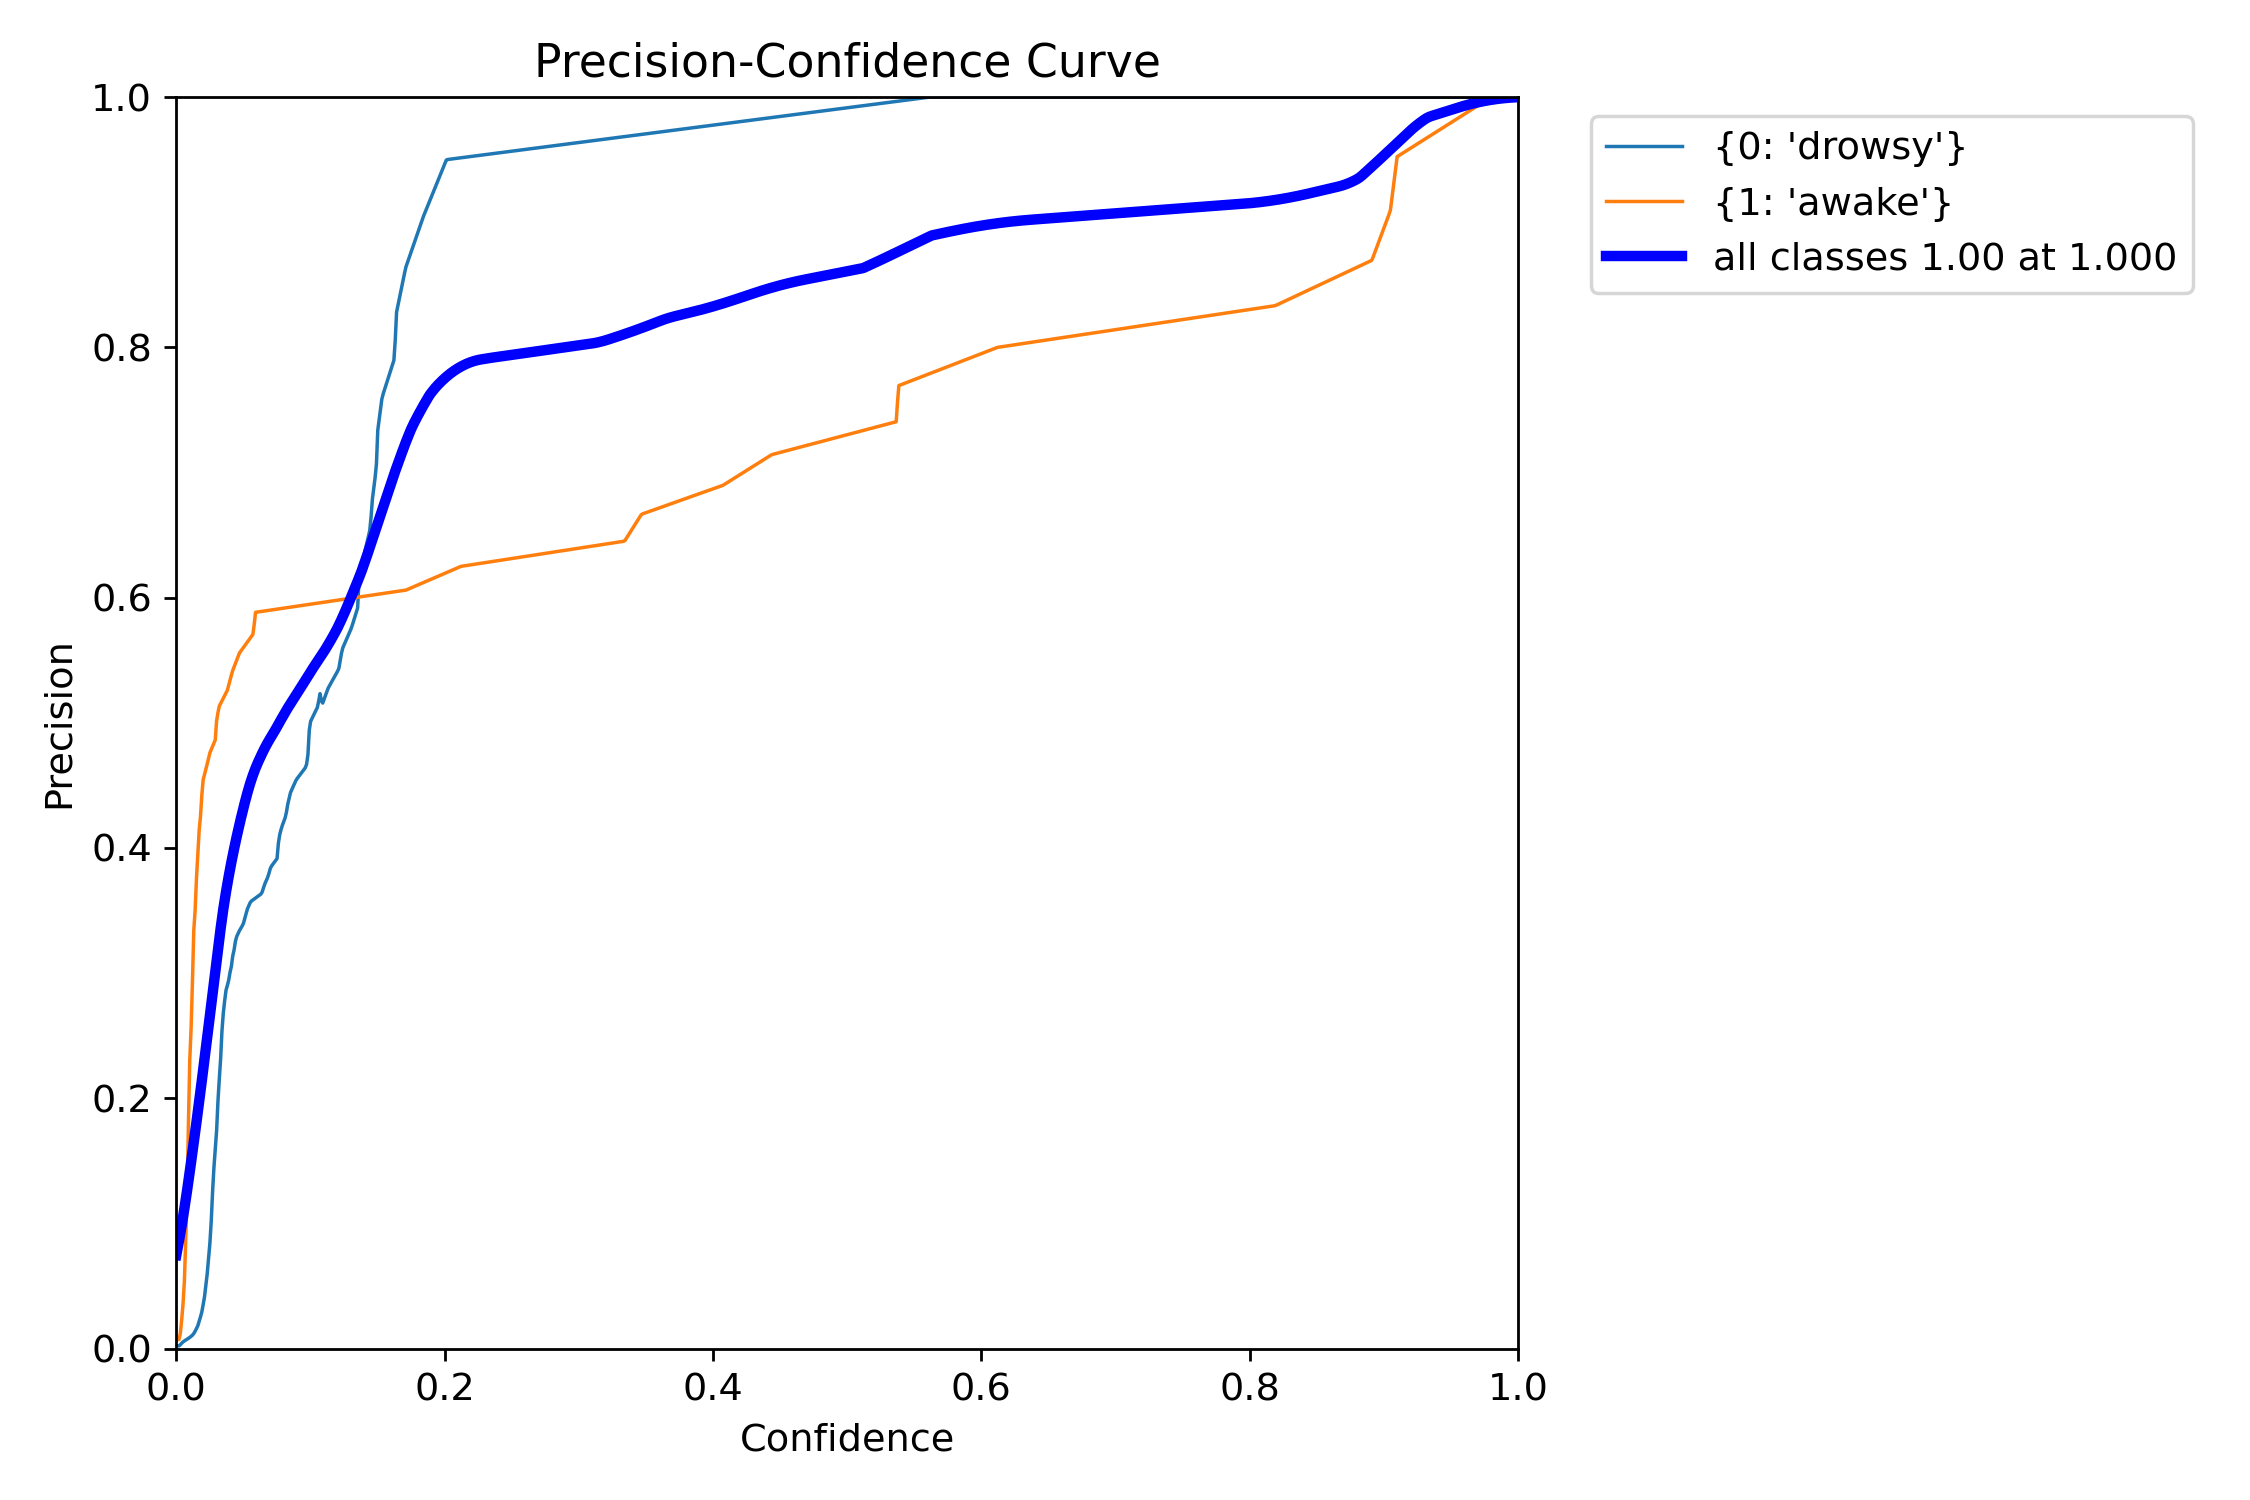 Precision-Confidence Curve
1.0
0.8
0.6
0.4
0.2
0.0
Precision
0.0 0.2 0.4 0.6 0.8 1.0
Confidence
{0: 'drowsy'}
{1: 'awake'}
all classes 1.00 at 1.000